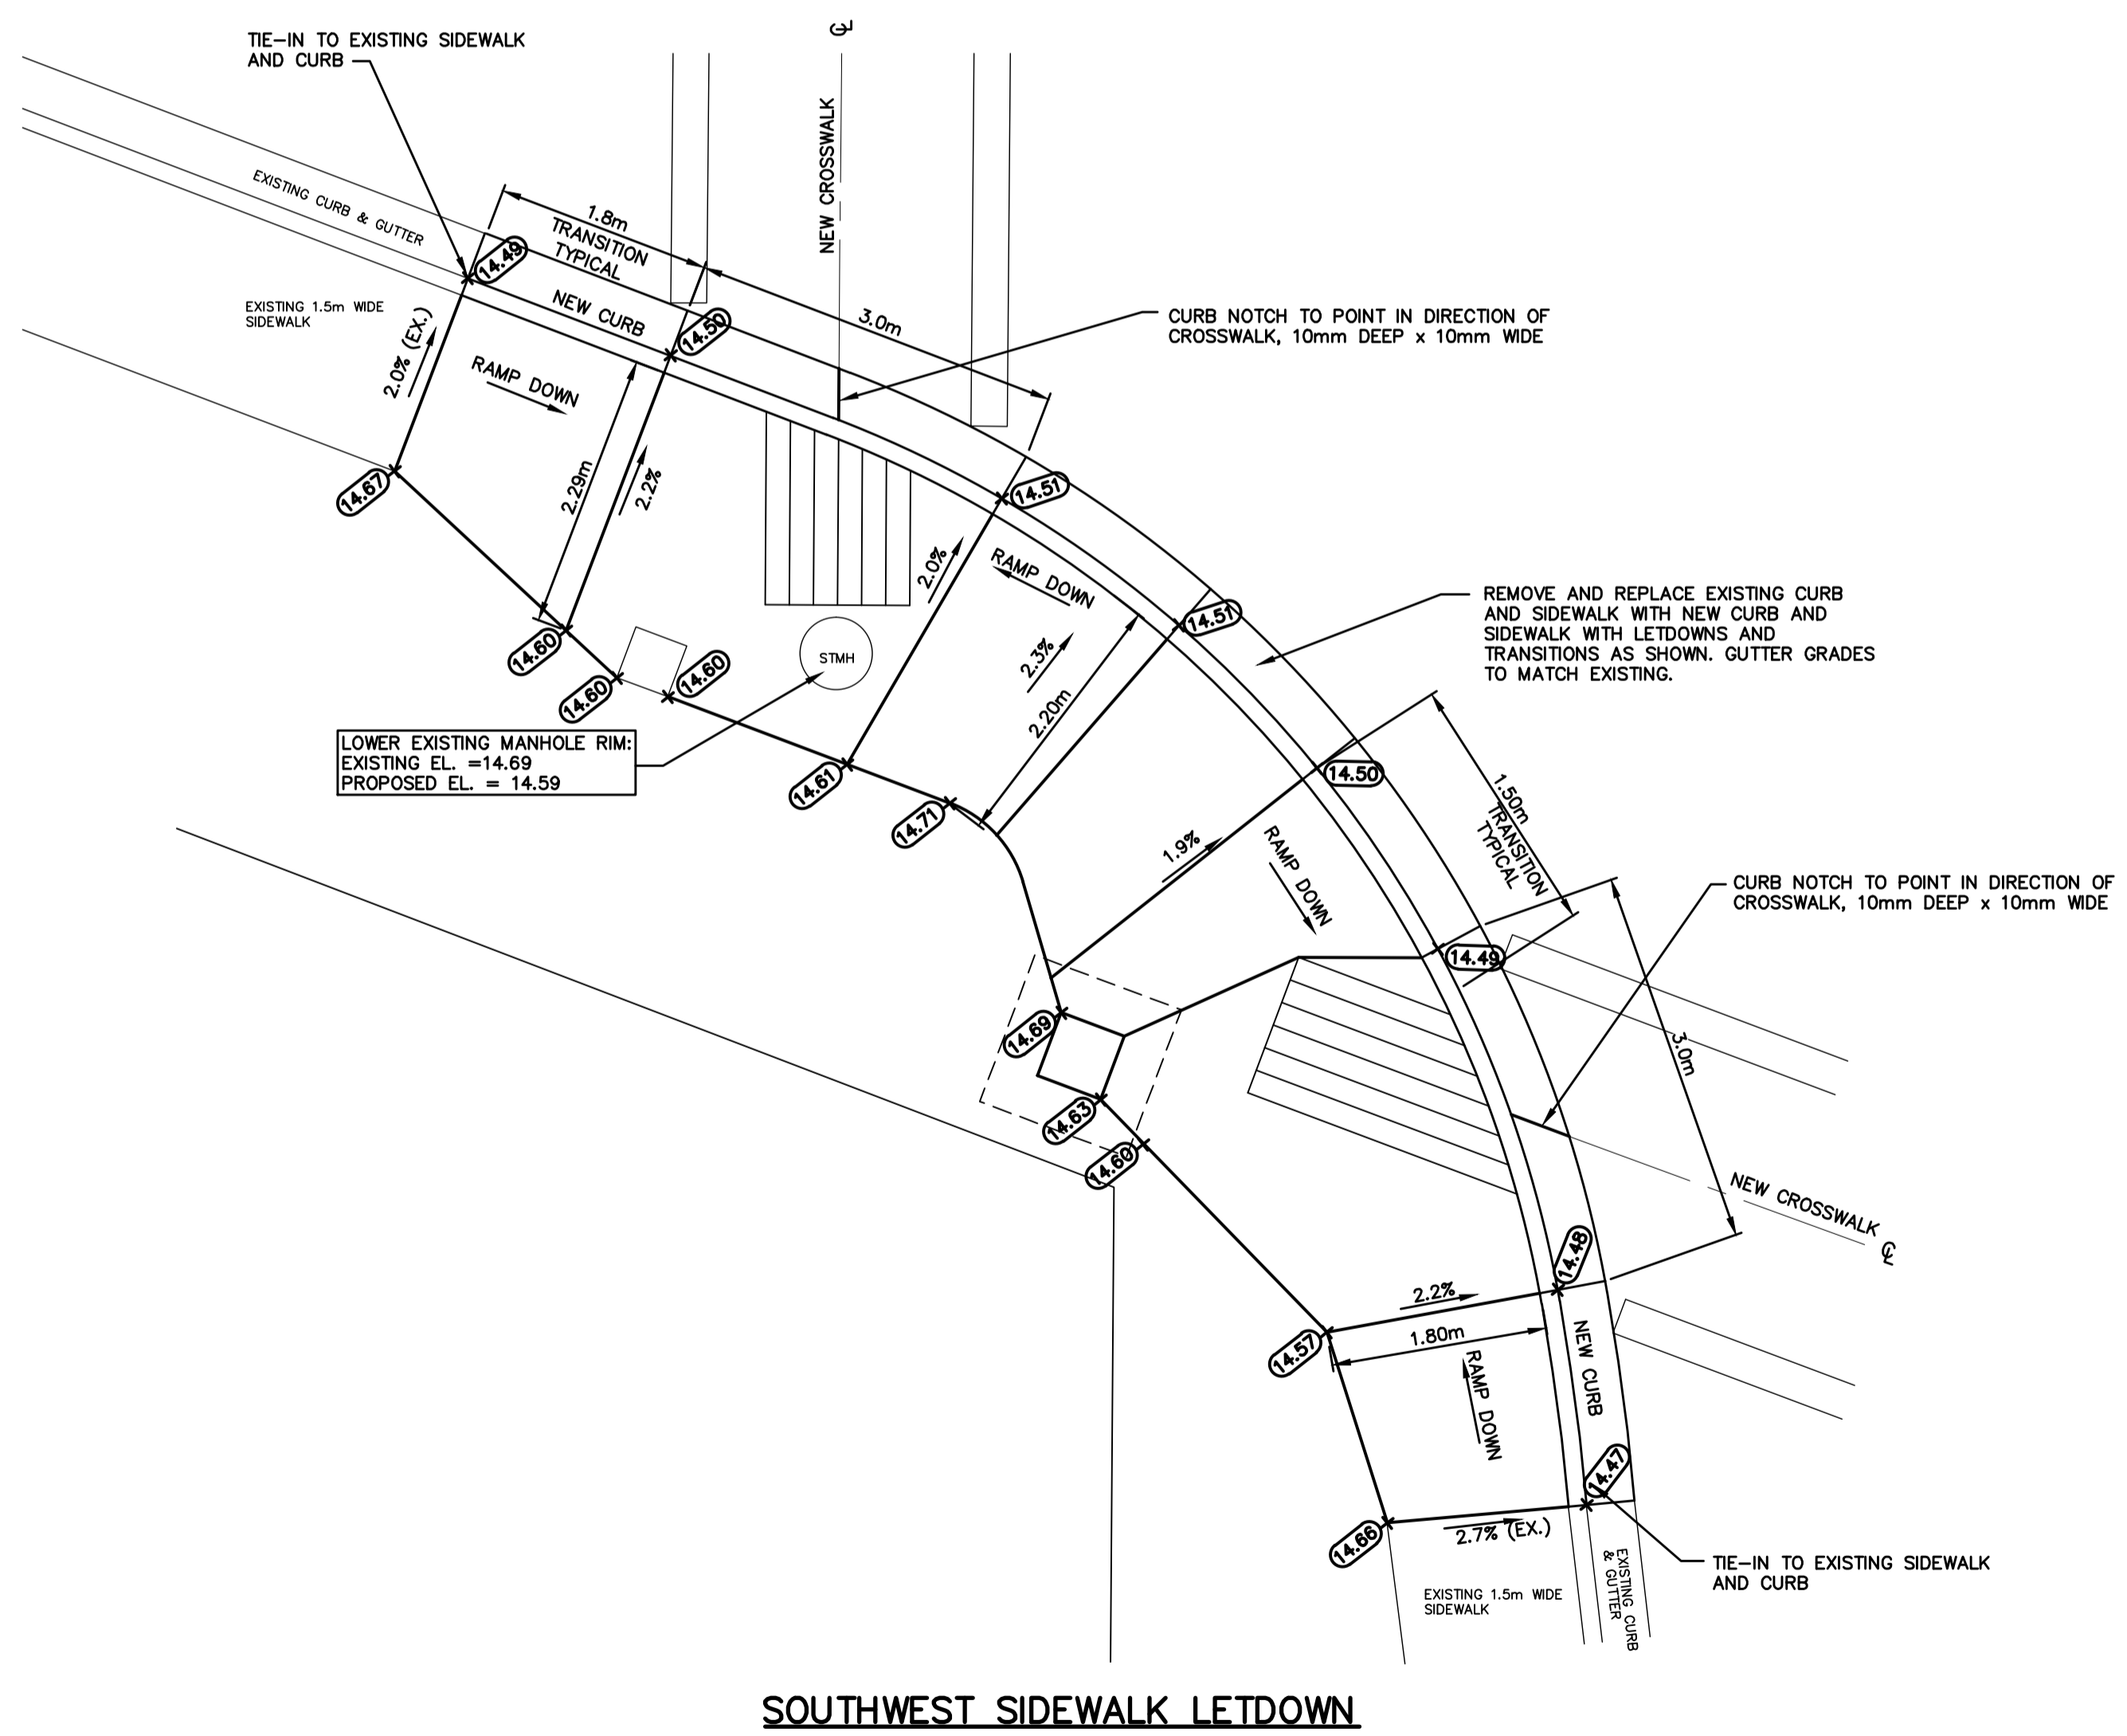 TIE-IN TO EXISTING SIDEWALK
AND CURB
℄
NEW CROSSWALK
EXISTING CURB & GUTTER
1.8m
TRANSITION
TYPICAL
14.49
NEW CURB
14.50
3.0m
EXISTING 1.5m WIDE
SIDEWALK
2.0% (EX.)
RAMP DOWN
CURB NOTCH TO POINT IN DIRECTION OF
CROSSWALK, 10mm DEEP x 10mm WIDE
14.67
2.29m
2.2%
14.51
2.0%
RAMP DOWN
14.51
REMOVE AND REPLACE EXISTING CURB
AND SIDEWALK WITH NEW CURB AND
SIDEWALK WITH LETDOWNS AND
TRANSITIONS AS SHOWN. GUTTER GRADES
TO MATCH EXISTING.
14.60
14.60
14.60
STMH
2.3%
2.20m
LOWER EXISTING MANHOLE RIM:
EXISTING EL. =14.69
PROPOSED EL. = 14.59
14.61
14.71
14.50
1.50m
TRANSITION
TYPICAL
1.9%
RAMP DOWN
CURB NOTCH TO POINT IN DIRECTION OF
CROSSWALK, 10mm DEEP x 10mm WIDE
14.49
14.69
3.0m
14.63
14.60
NEW CROSSWALK
℄
14.48
2.2%
14.57
1.80m
NEW CURB
RAMP DOWN
14.47
14.66
2.7% (EX.)
TIE-IN TO EXISTING SIDEWALK
AND CURB
EXISTING 1.5m WIDE
SIDEWALK
EXISTING CURB
& GUTTER
SOUTHWEST SIDEWALK LETDOWN